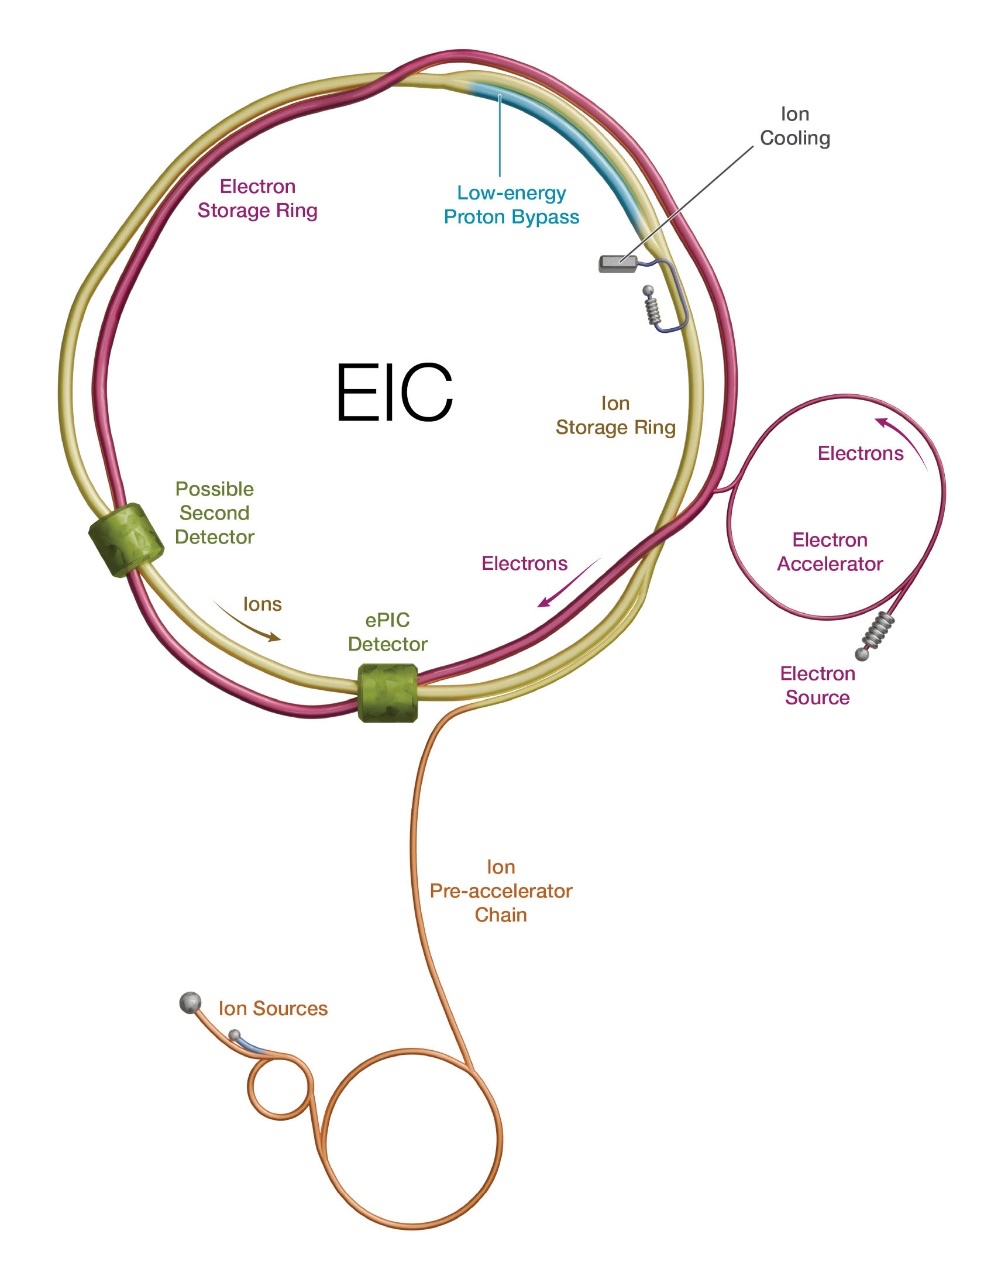 Ion
Cooling
Electron
Storage Ring
Low-energy
Proton Bypass
EIC
Ion
Storage Ring
Electrons
Possible
Second
Detector
Electron
Accelerator
Electrons
Ions
ePIC
Detector
Electron
Source
Ion
Pre-accelerator
Chain
Ion Sources